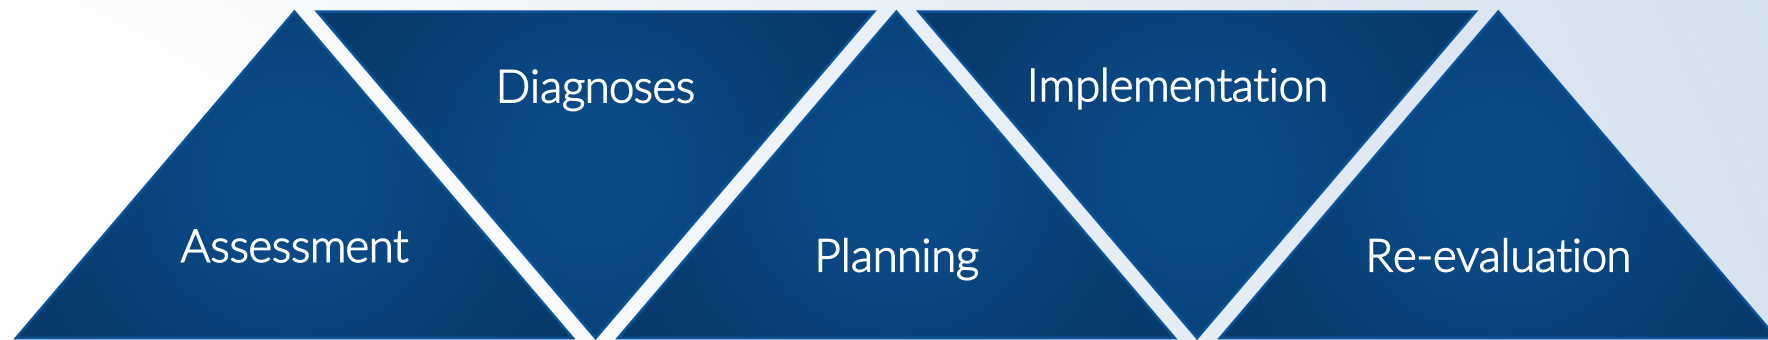 Assessment
Diagnoses
Planning
Implementation
Re-evaluation